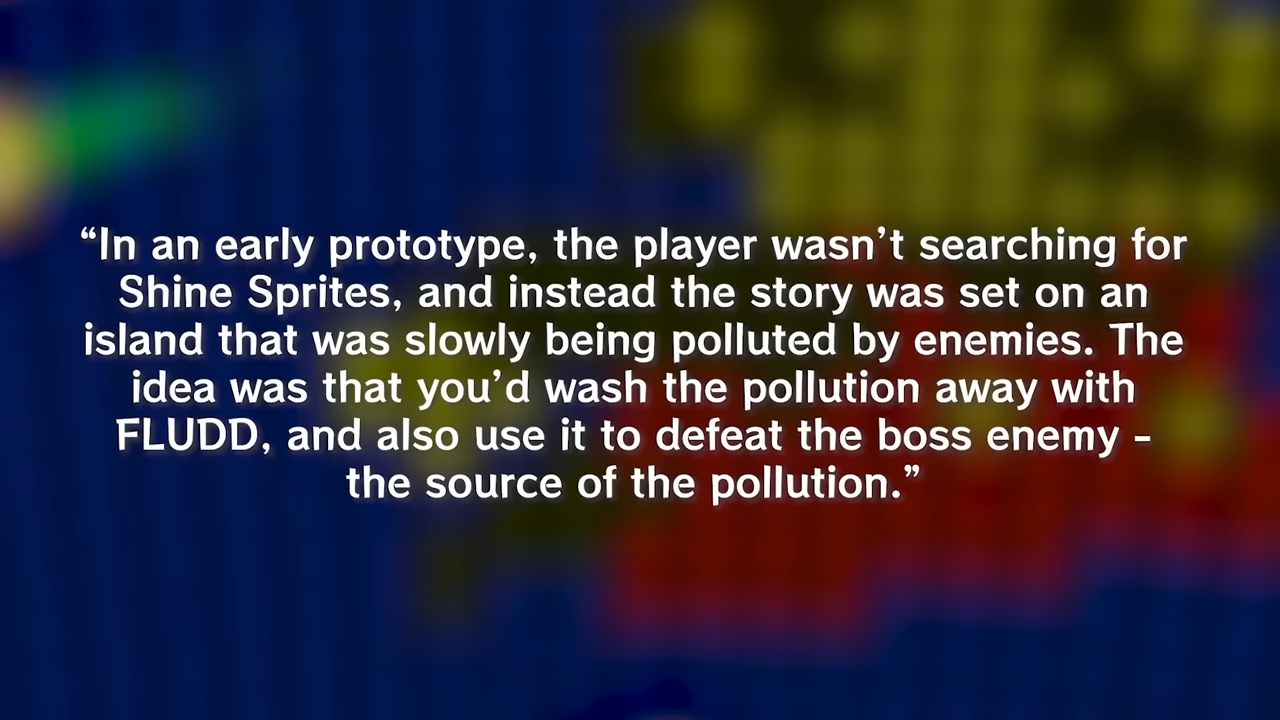 “In an early prototype, the player wasn’t searching for
Shine Sprites, and instead the story was set on an
island that was slowly being polluted by enemies. The
idea was that you’d wash the pollution away with
FLUDD, and also use it to defeat the boss enemy -
the source of the pollution.”